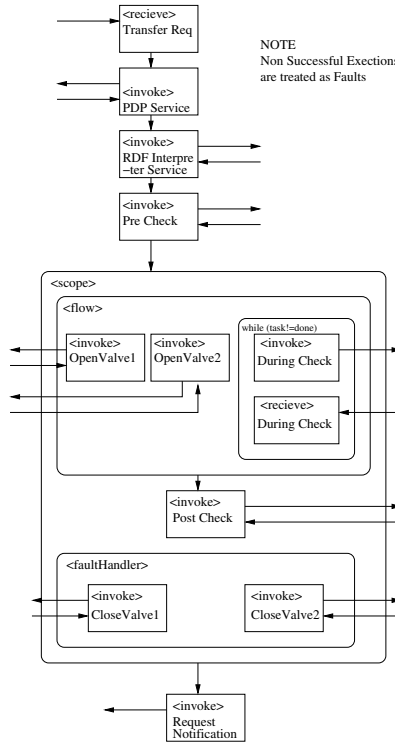 <recieve>
Transfer Req
NOTE
Non Successful Exections
are treated as Faults
<invoke>
PDP Service
<invoke>
RDF Interpre
-ter Service
<invoke>
Pre Check
<scope>
<flow>
while (task!=done)
<invoke>
OpenValve1
<invoke>
OpenValve2
<invoke>
During Check
<recieve>
During Check
<invoke>
Post Check
<faultHandler>
<invoke>
CloseValve1
<invoke>
CloseValve2
<invoke>
Request
Notification